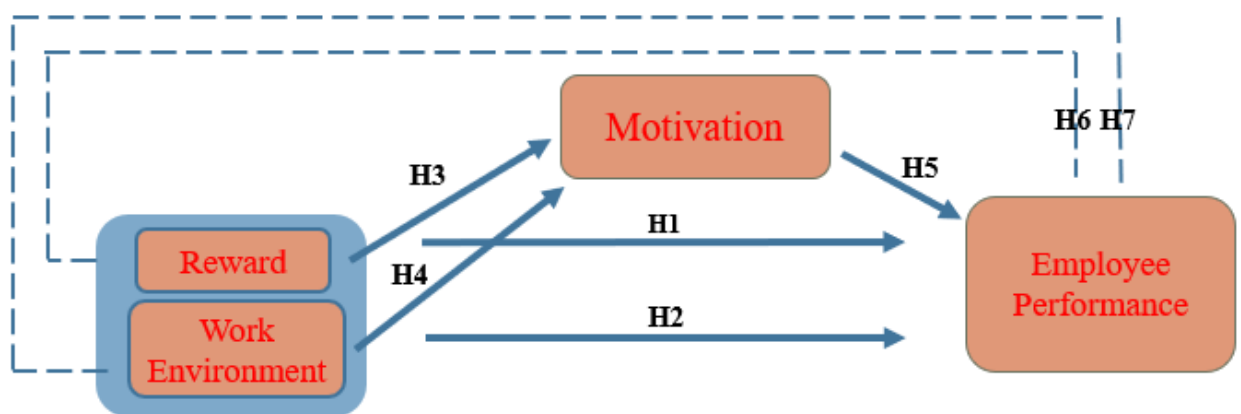 Motivation
H6 H7
H3
H5
H1
Reward
H4
Employee
Performance
H2
Work
Environment